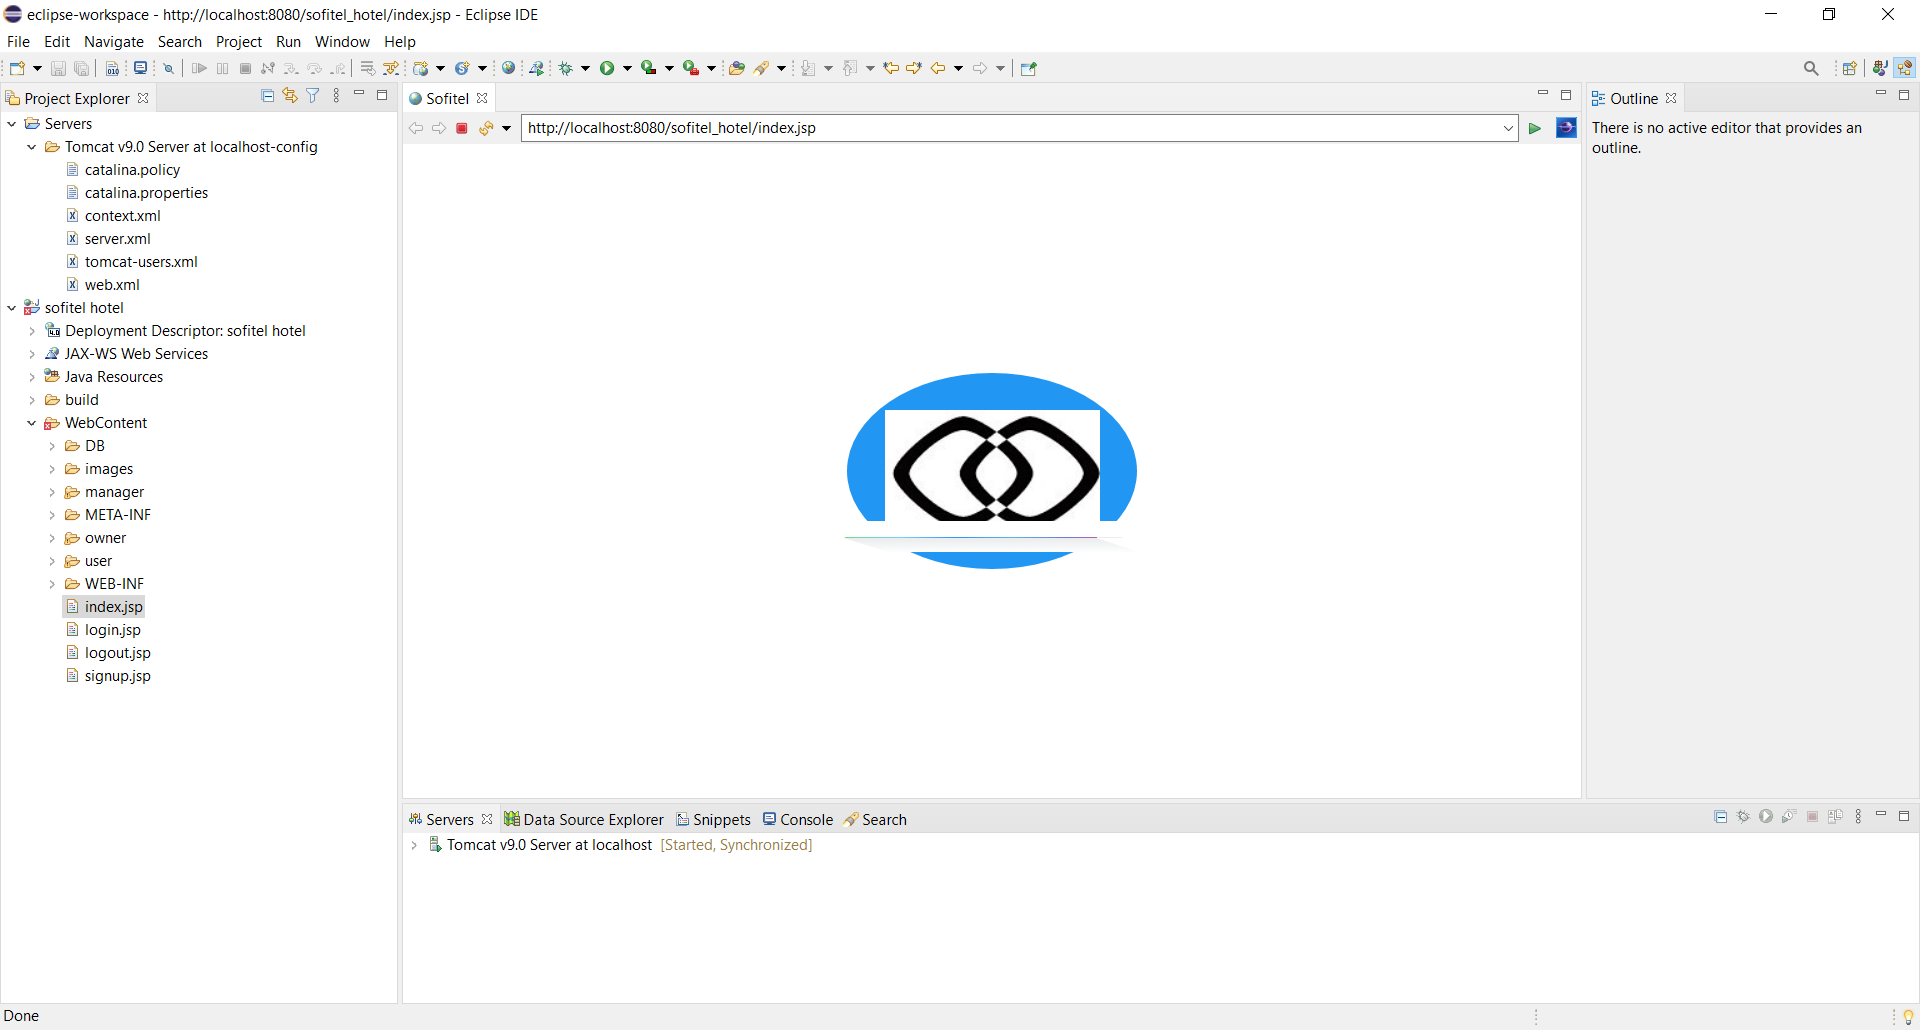 eclipse-workspace - http://localhost:8080/sofitel_hotel/index.jsp - Eclipse IDE
File Edit Navigate Search Project Run Window Help
Project Explorer
Servers
Tomcat v9.0 Server at localhost-config
catalina.policy
catalina.properties
context.xml
server.xml
tomcat-users.xml
web.xml
sofitel hotel
Deployment Descriptor: sofitel hotel
JAX-WS Web Services
Java Resources
build
WebContent
DB
images
manager
META-INF
owner
user
WEB-INF
index.jsp
login.jsp
logout.jsp
signup.jsp
Sofitel
http://localhost:8080/sofitel_hotel/index.jsp
Outline
There is no active editor that provides an
outline.
Servers Data Source Explorer Snippets Console Search
Tomcat v9.0 Server at localhost [Started, Synchronized]
Done